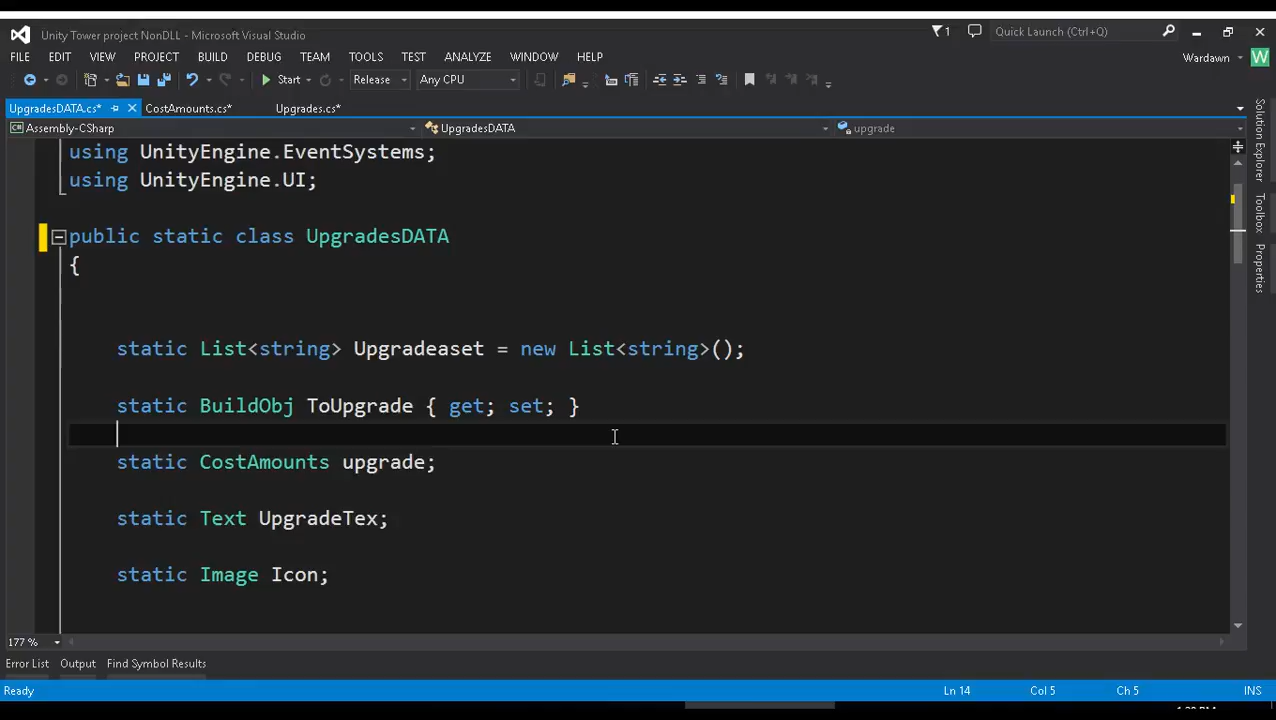 Unity Tower project NonDLL - Microsoft Visual Studio
1
Quick Launch (Ctrl+Q)
FILE EDIT VIEW PROJECT BUILD DEBUG TEAM TOOLS TEST ANALYZE WINDOW HELP
Wardawn W
Start Release Any CPU
UpgradesDATA.cs* CostAmounts.cs* Upgrades.cs*
Assembly-CSharp UpgradesDATA upgrade
using UnityEngine.EventSystems;
using UnityEngine.UI;
public static class UpgradesDATA
{
static List<string> Upgradeaset = new List<string>();
static BuildObj ToUpgrade { get; set; }
static CostAmounts upgrade;
static Text UpgradeTex;
static Image Icon;
Solution Explorer
Toolbox
Properties
177 %
Error List Output Find Symbol Results
Ready Ln 14 Col 5 Ch 5 INS